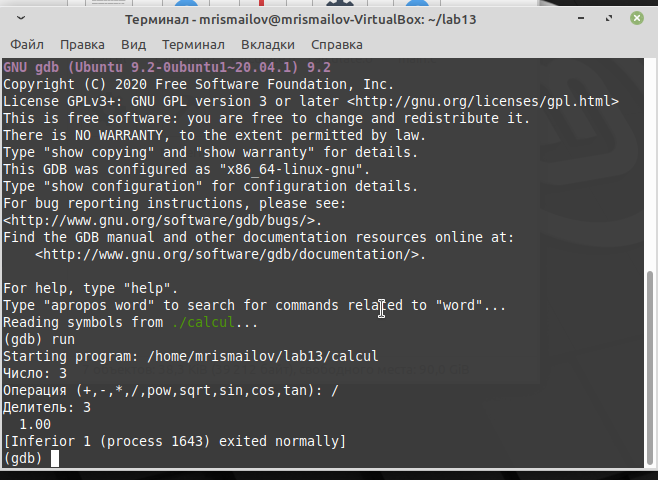 Терминал - mrismailov@mrismailov-VirtualBox: ~/lab13
Файл Правка Вид Терминал Вкладки Справка
GNU gdb (Ubuntu 9.2-0ubuntu1~20.04.1) 9.2
Copyright (C) 2020 Free Software Foundation, Inc.
License GPLv3+: GNU GPL version 3 or later <http://gnu.org/licenses/gpl.html>
This is free software: you are free to change and redistribute it.
There is NO WARRANTY, to the extent permitted by law.
Type "show copying" and "show warranty" for details.
This GDB was configured as "x86_64-linux-gnu".
Type "show configuration" for configuration details.
For bug reporting instructions, please see:
<http://www.gnu.org/software/gdb/bugs/>.
Find the GDB manual and other documentation resources online at:
    <http://www.gnu.org/software/gdb/documentation/>.

For help, type "help".
Type "apropos word" to search for commands related to "word"...
Reading symbols from ./calcul...
(gdb) run
Starting program: /home/mrismailov/lab13/calcul
Число: 3
Операция (+,-,*,/,pow,sqrt,sin,cos,tan): /
Делитель: 3
  1.00
[Inferior 1 (process 1643) exited normally]
(gdb)